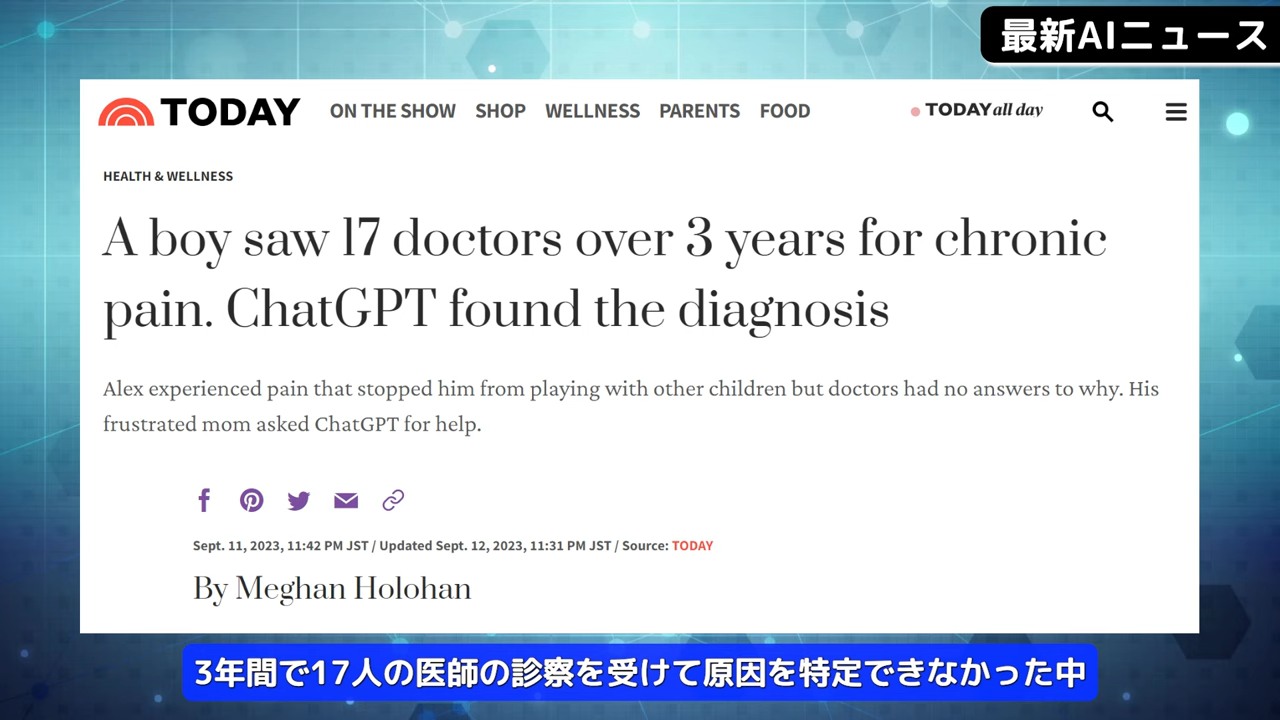 最新AIニュース
TODAY ON THE SHOW SHOP WELLNESS PARENTS FOOD TODAY all day
HEALTH & WELLNESS
A boy saw 17 doctors over 3 years for chronic
pain. ChatGPT found the diagnosis
Alex experienced pain that stopped him from playing with other children but doctors had no answers to why. His
frustrated mom asked ChatGPT for help.
Sept. 11, 2023, 11:42 PM JST / Updated Sept. 12, 2023, 11:31 PM JST / Source: TODAY
By Meghan Holohan
3年間で17人の医師の診察を受けて原因を特定できなかった中